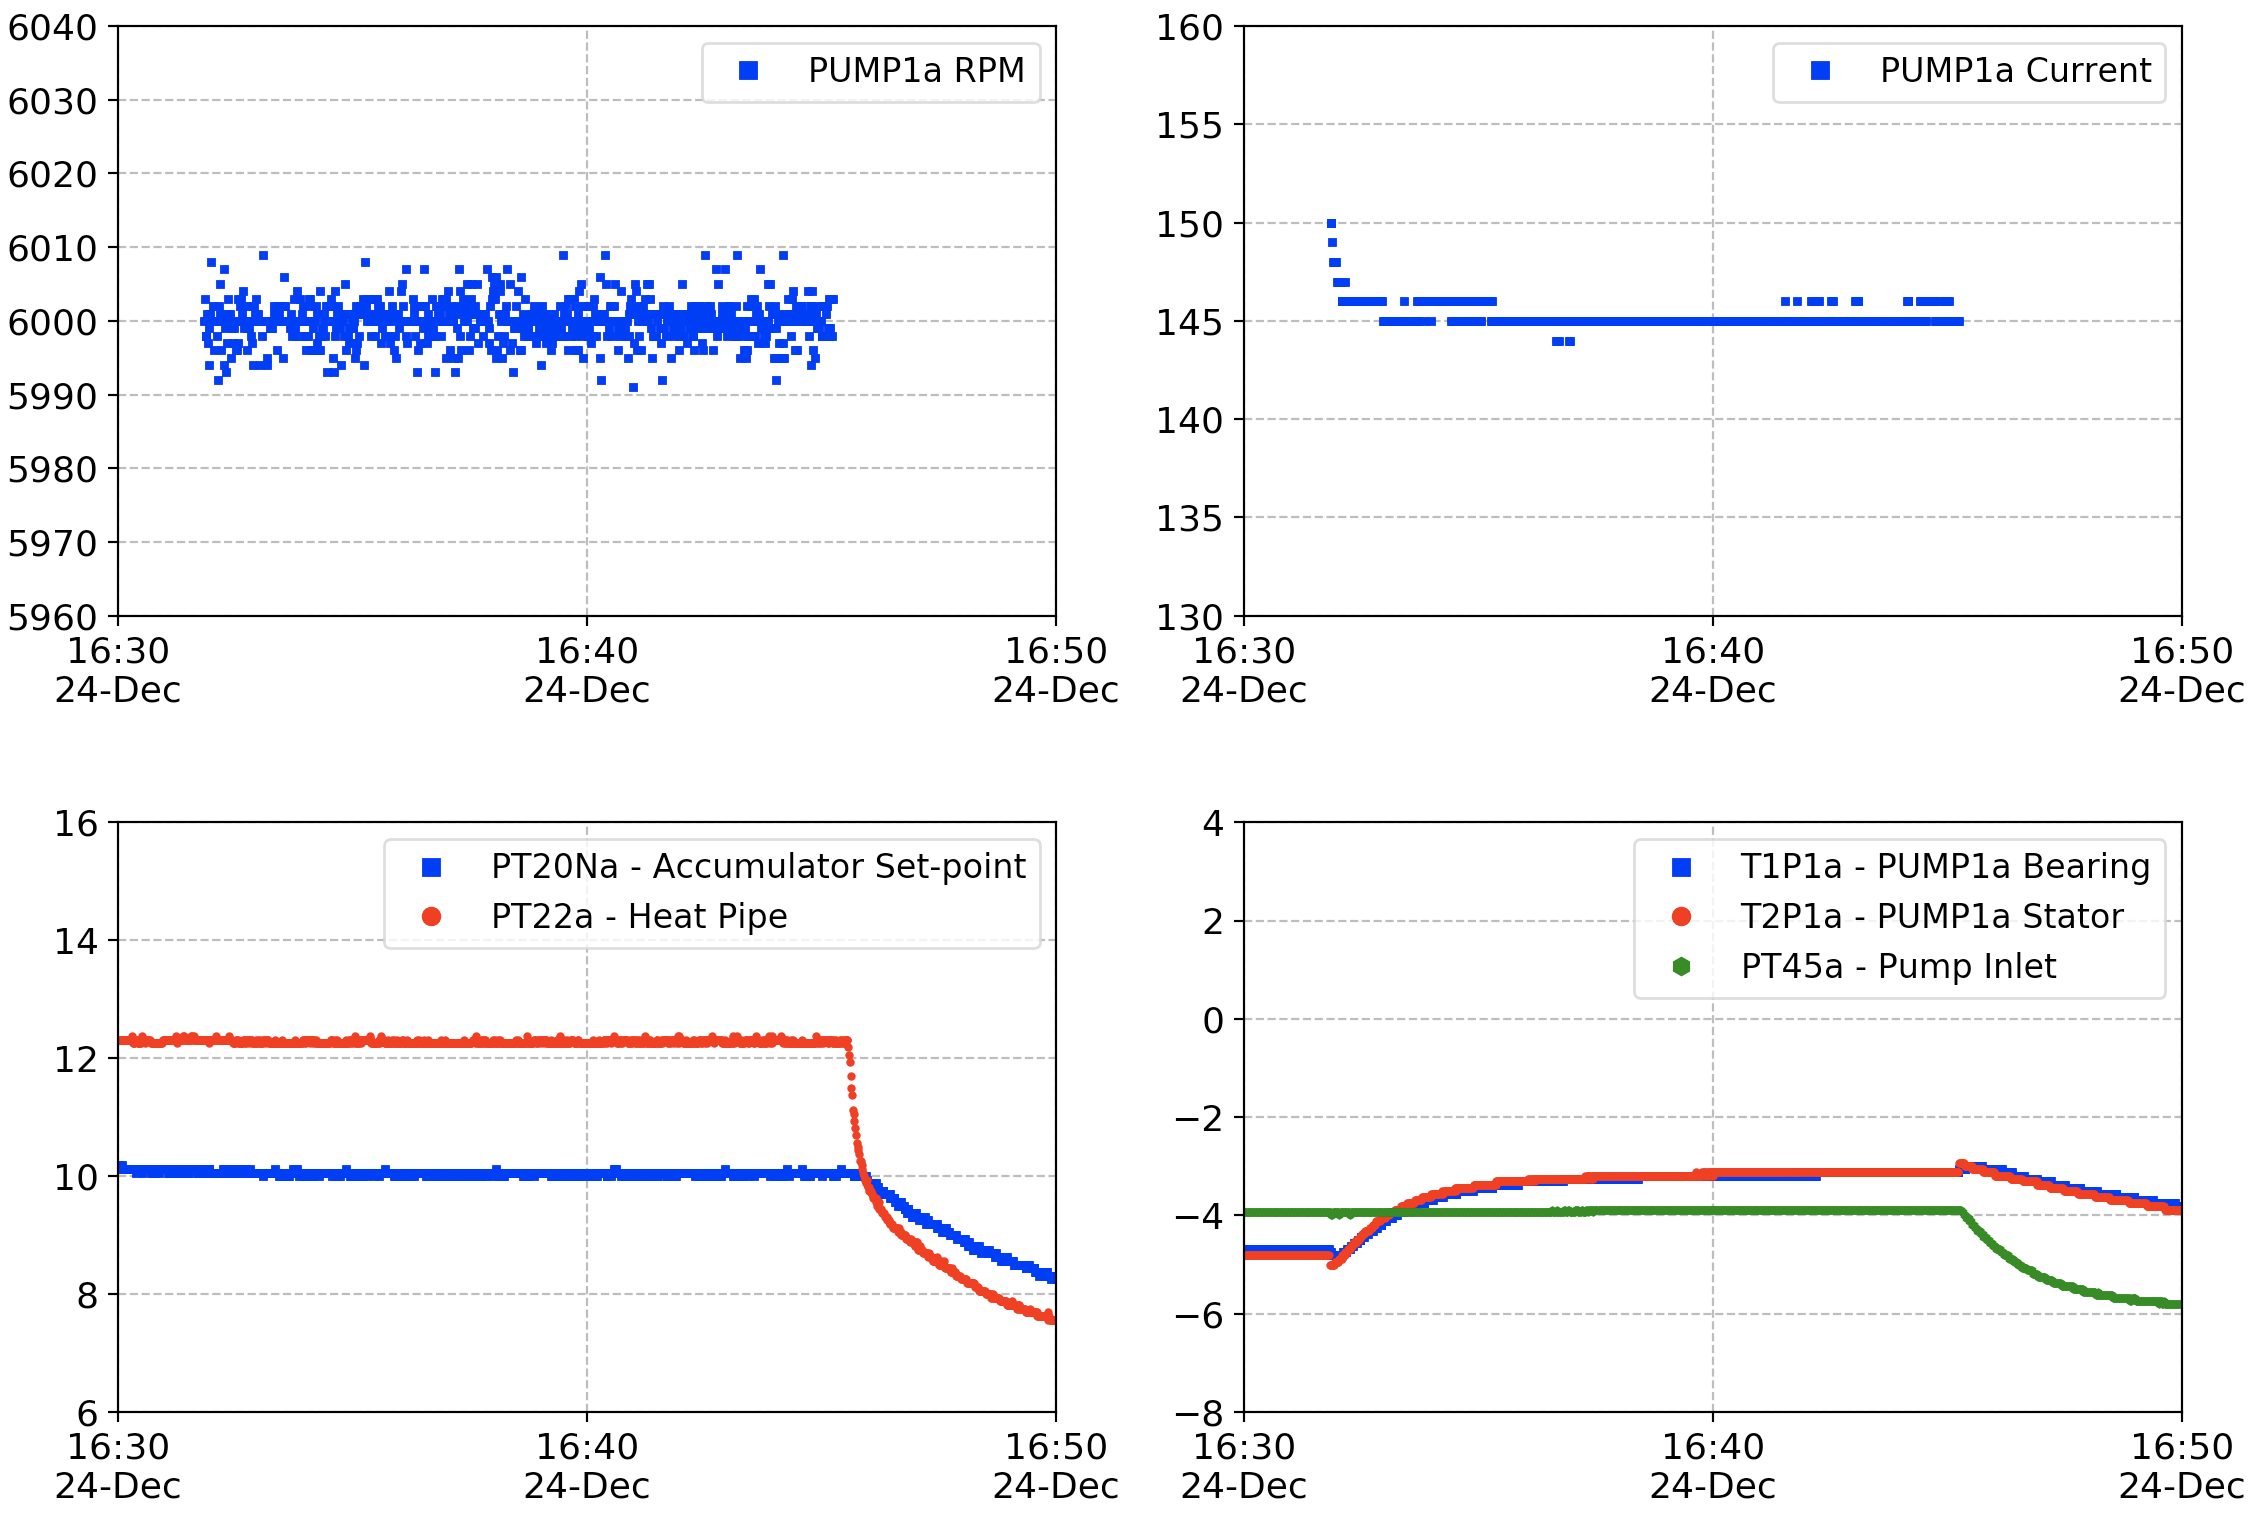 6040
6030
6020
6010
6000
5990
5980
5970
5960
PUMP1a RPM
16:30 16:40 16:50
24-Dec 24-Dec 24-Dec
160
155
150
145
140
135
130
PUMP1a Current
16:30 16:40 16:50
24-Dec 24-Dec 24-Dec
16
14
12
10
8
6
PT20Na - Accumulator Set-point
PT22a - Heat Pipe
16:30 16:40 16:50
24-Dec 24-Dec 24-Dec
4
2
0
−2
−4
−6
−8
T1P1a - PUMP1a Bearing
T2P1a - PUMP1a Stator
PT45a - Pump Inlet
16:30 16:40 16:50
24-Dec 24-Dec 24-Dec